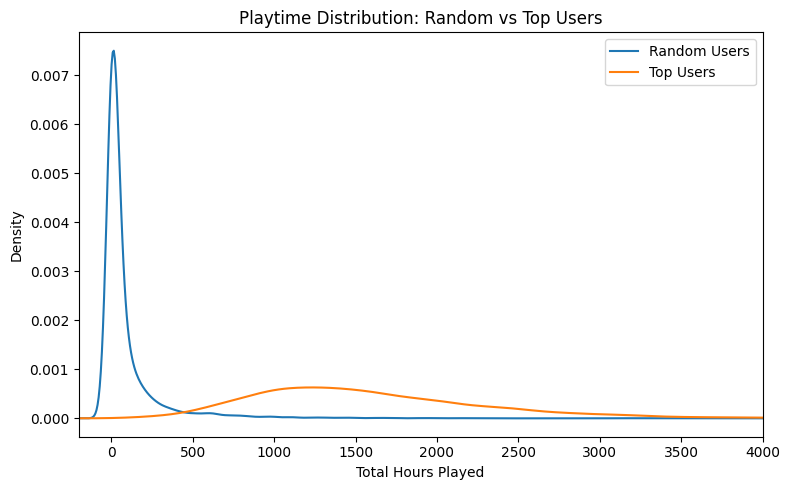 Playtime Distribution: Random vs Top Users
Random Users
Top Users
Density
0.007
0.006
0.005
0.004
0.003
0.002
0.001
0.000
0 500 1000 1500 2000 2500 3000 3500 4000
Total Hours Played